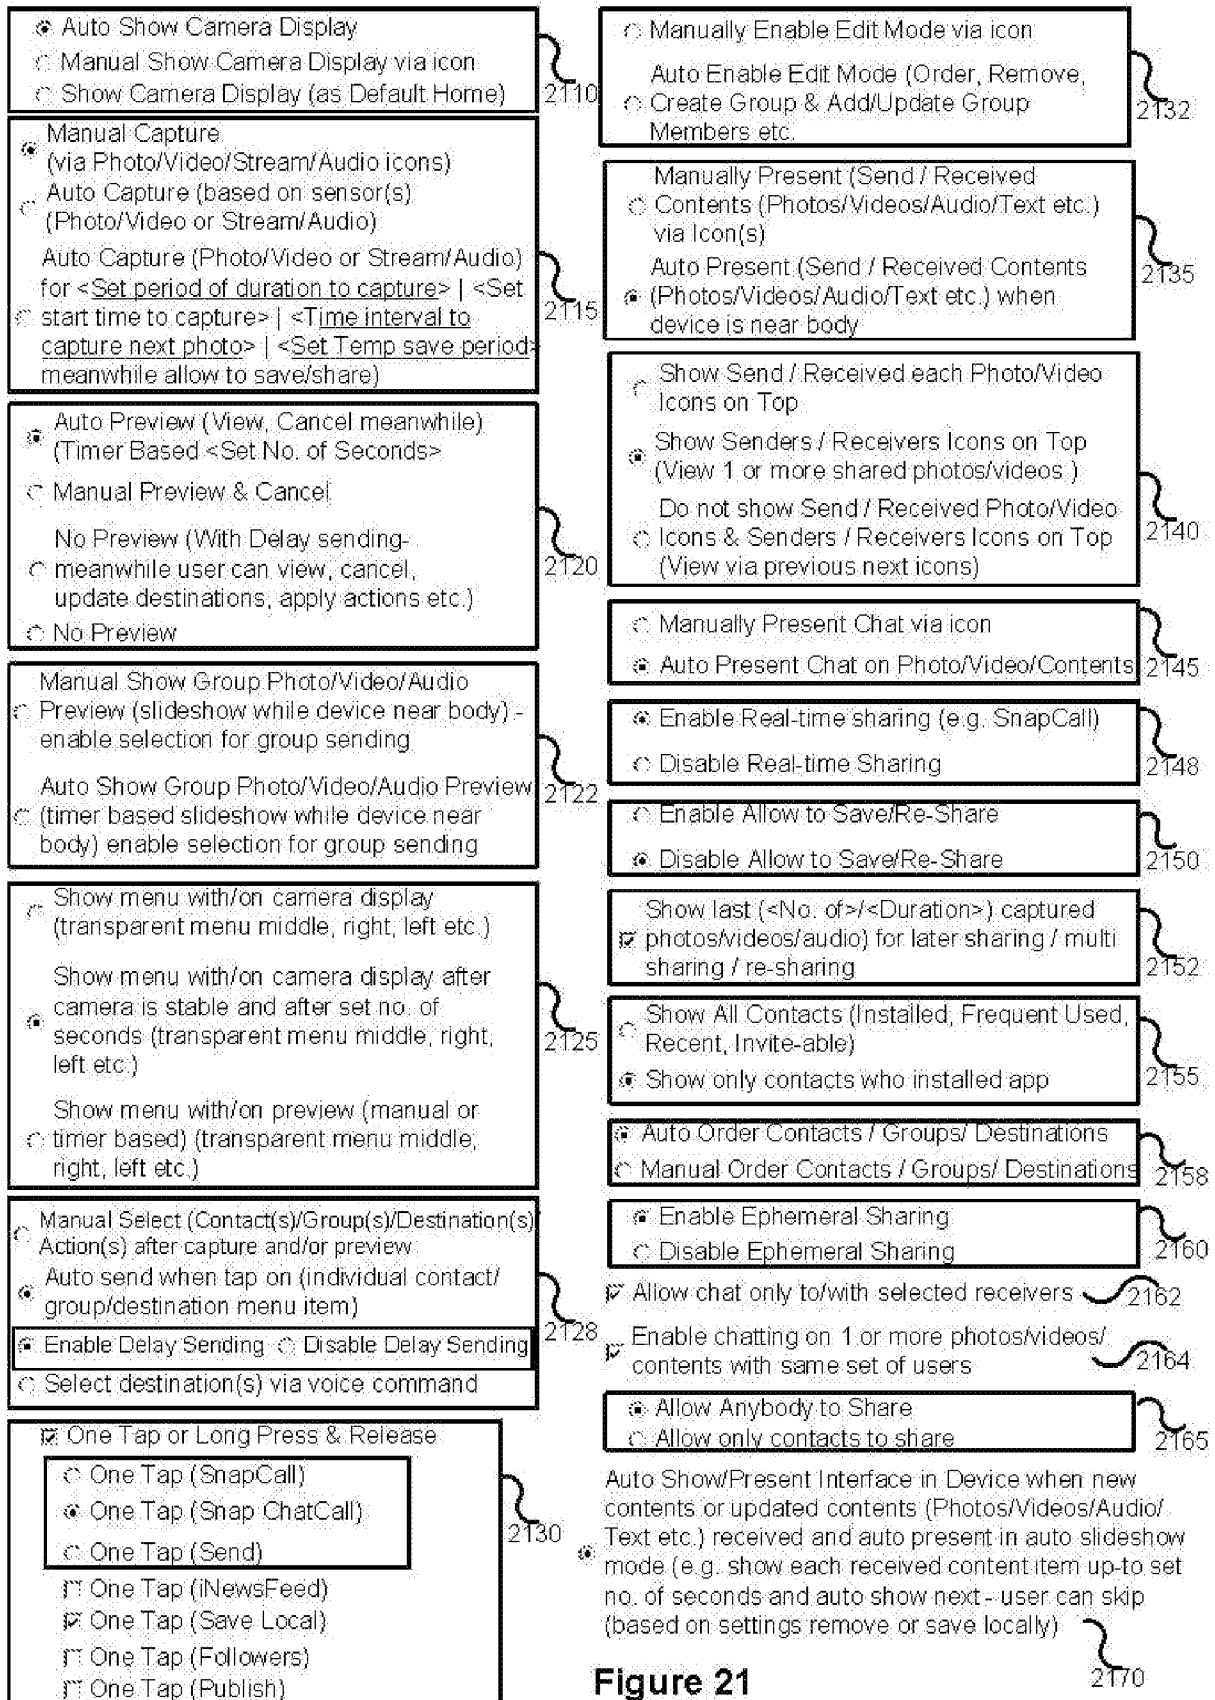 Auto Show Camera Display
Manual Show Camera Display via icon
Show Camera Display (as Default Home)
2110
Manual Capture
(via Photo/Video/Stream/Audio icons)
Auto Capture (based on sensor(s)
(Photo/Video or Stream/Audio)
Auto Capture (Photo/Video or Stream/Audio)
for <Set period of duration to capture> | <Set
start time to capture> | <Time interval to
capture next photo> | <Set Temp save period>
meanwhile allow to save/share)
2115
Auto Preview (View, Cancel meanwhile)
(Timer Based <Set No. of Seconds>
Manual Preview & Cancel
No Preview (With Delay sending-
meanwhile user can view, cancel,
update destinations, apply actions etc.)
No Preview
2120
Manual Show Group Photo/Video/Audio
Preview (slideshow while device near body) -
enable selection for group sending
Auto Show Group Photo/Video/Audio Preview
(timer based slideshow while device near
body) enable selection for group sending
2122
Show menu with/on camera display
(transparent menu middle, right, left etc.)
Show menu with/on camera display after
camera is stable and after set no. of
seconds (transparent menu middle, right,
left etc.)
Show menu with/on preview (manual or
timer based) (transparent menu middle,
right, left etc.)
2125
Manual Select (Contact(s)/Group(s)/Destination(s)
Action(s) after capture and/or preview
Auto send when tap on (individual contact/
group/destination menu item)
Enable Delay Sending Disable Delay Sending
Select destination(s) via voice command
2128
One Tap or Long Press & Release
One Tap (SnapCall)
One Tap (Snap ChatCall)
One Tap (Send)
One Tap (iNewsFeed)
One Tap (Save Local)
One Tap (Followers)
One Tap (Publish)
2130
Manually Enable Edit Mode via icon
Auto Enable Edit Mode (Order, Remove,
Create Group & Add/Update Group
Members etc.
2132
Manually Present (Send / Received
Contents (Photos/Videos/Audio/Text etc.)
via Icon(s)
Auto Present (Send / Received Contents
(Photos/Videos/Audio/Text etc.) when
device is near body
2135
Show Send / Received each Photo/Video
Icons on Top
Show Senders / Receivers Icons on Top
(View 1 or more shared photos/videos )
Do not show Send / Received Photo/Video
Icons & Senders / Receivers Icons on Top
(View via previous next icons)
2140
Manually Present Chat via icon
Auto Present Chat on Photo/Video/Contents
2145
Enable Real-time sharing (e.g. SnapCall)
Disable Real-time Sharing
2148
Enable Allow to Save/Re-Share
Disable Allow to Save/Re-Share
2150
Show last (<No. of>/<Duration>) captured
photos/videos/audio) for later sharing / multi
sharing / re-sharing
2152
Show All Contacts (Installed, Frequent Used,
Recent, Invite-able)
Show only contacts who installed app
2155
Auto Order Contacts / Groups/ Destinations
Manual Order Contacts / Groups/ Destinations
2158
Enable Ephemeral Sharing
Disable Ephemeral Sharing
2160
Allow chat only to/with selected receivers
2162
Enable chatting on 1 or more photos/videos/
contents with same set of users
2164
Allow Anybody to Share
Allow only contacts to share
2165
Auto Show/Present Interface in Device when new
contents or updated contents (Photos/Videos/Audio/
Text etc.) received and auto present in auto slideshow
mode (e.g. show each received content item up-to set
no. of seconds and auto show next - user can skip
(based on settings remove or save locally)
2170
Figure 21